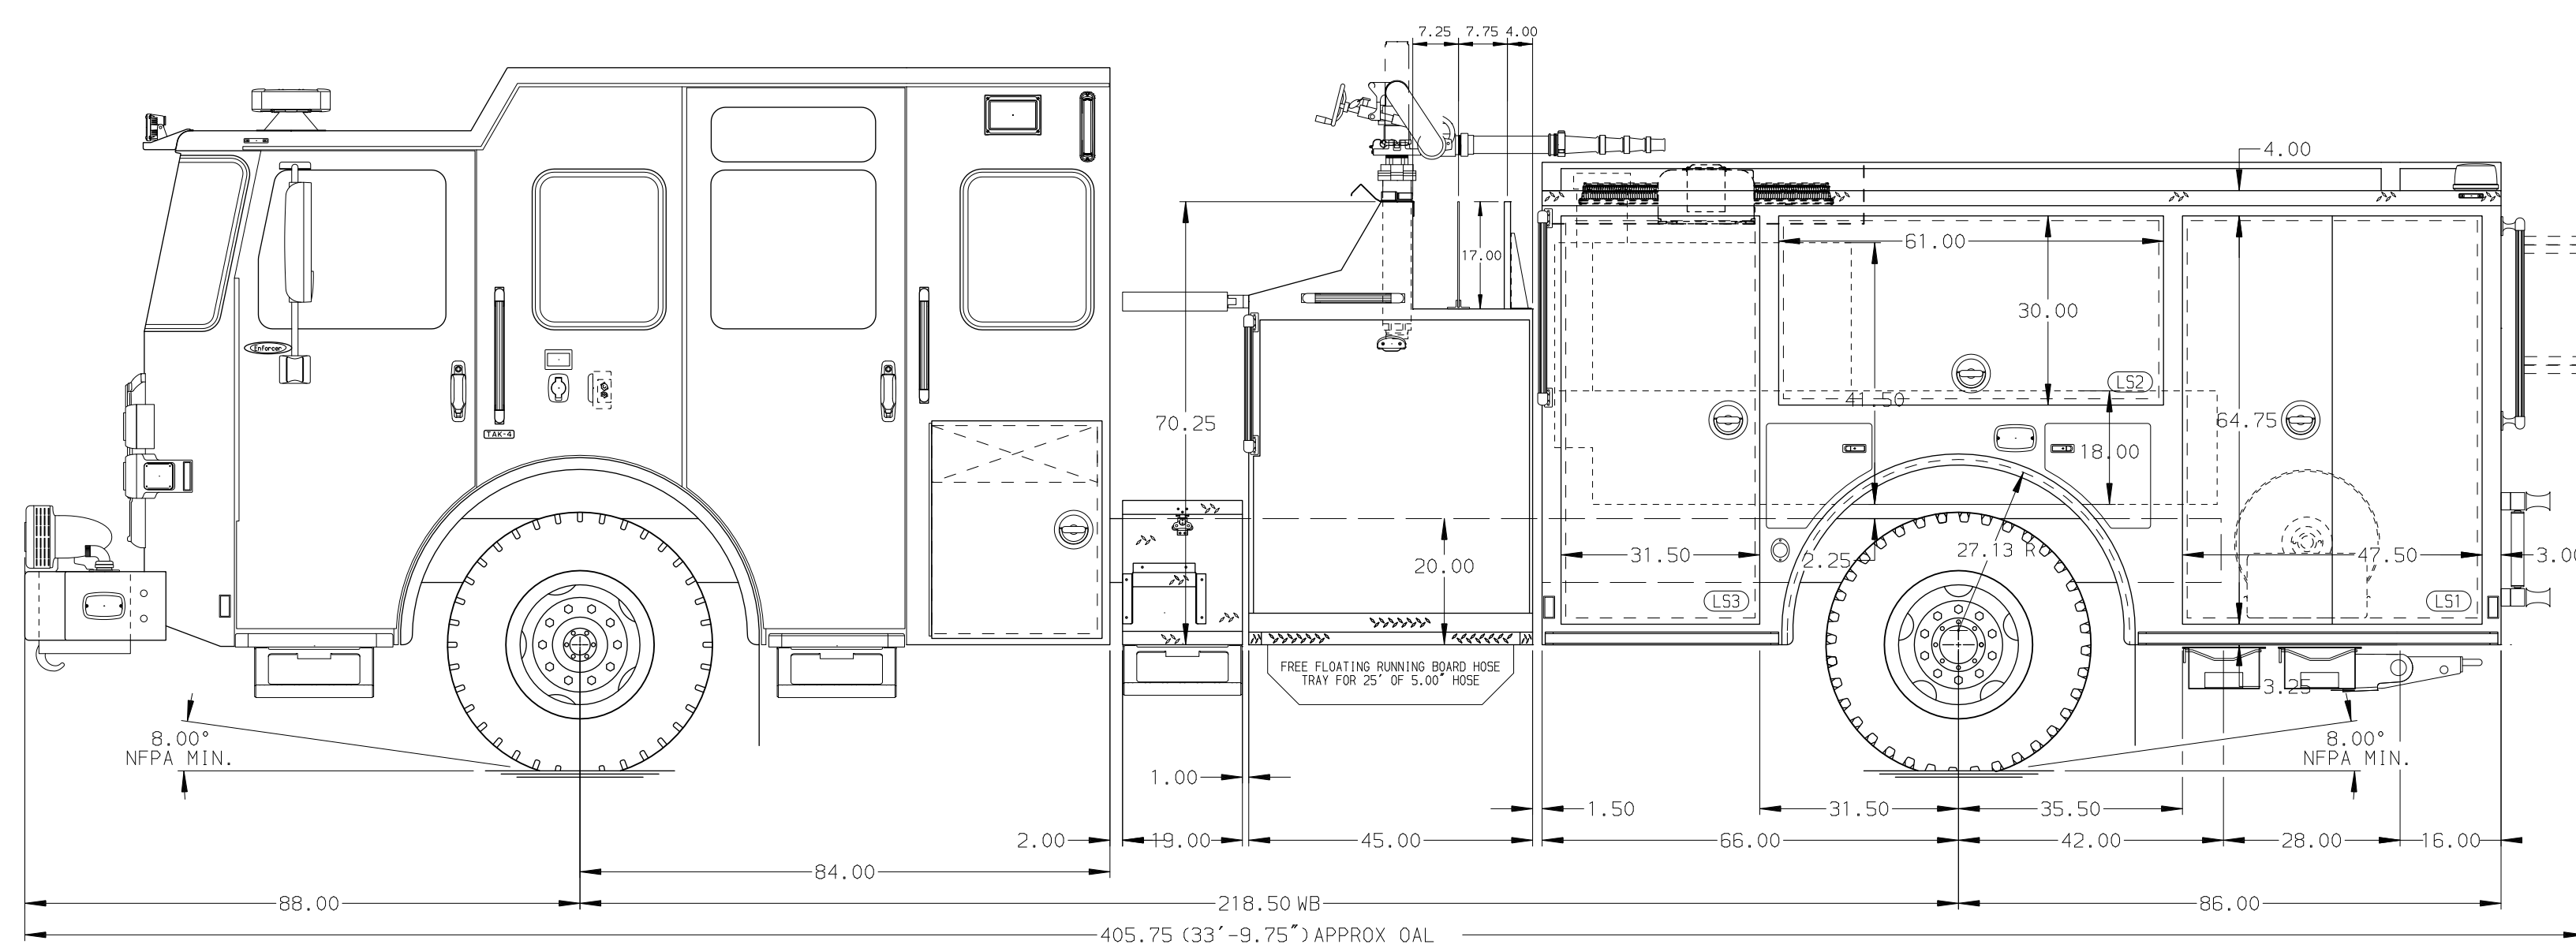 7.25
7.75
4.00
4.00
61.00
17.00
30.00
Enforcer
LS2
41.50
70.25
64.75
TAK-4
18.00
27.13 R
31.50
2.25
47.50
20.00
LS3
LS1
FREE FLOATING RUNNING BOARD HOSE
TRAY FOR 25' OF 5.00" HOSE
3.25
8.00°
NFPA MIN.
8.00°
NFPA MIN.
1.00
1.50
31.50
35.50
2.00
19.00
45.00
66.00
42.00
28.00
16.00
84.00
88.00
218.50 WB
86.00
405.75 (33'-9.75") APPROX OAL